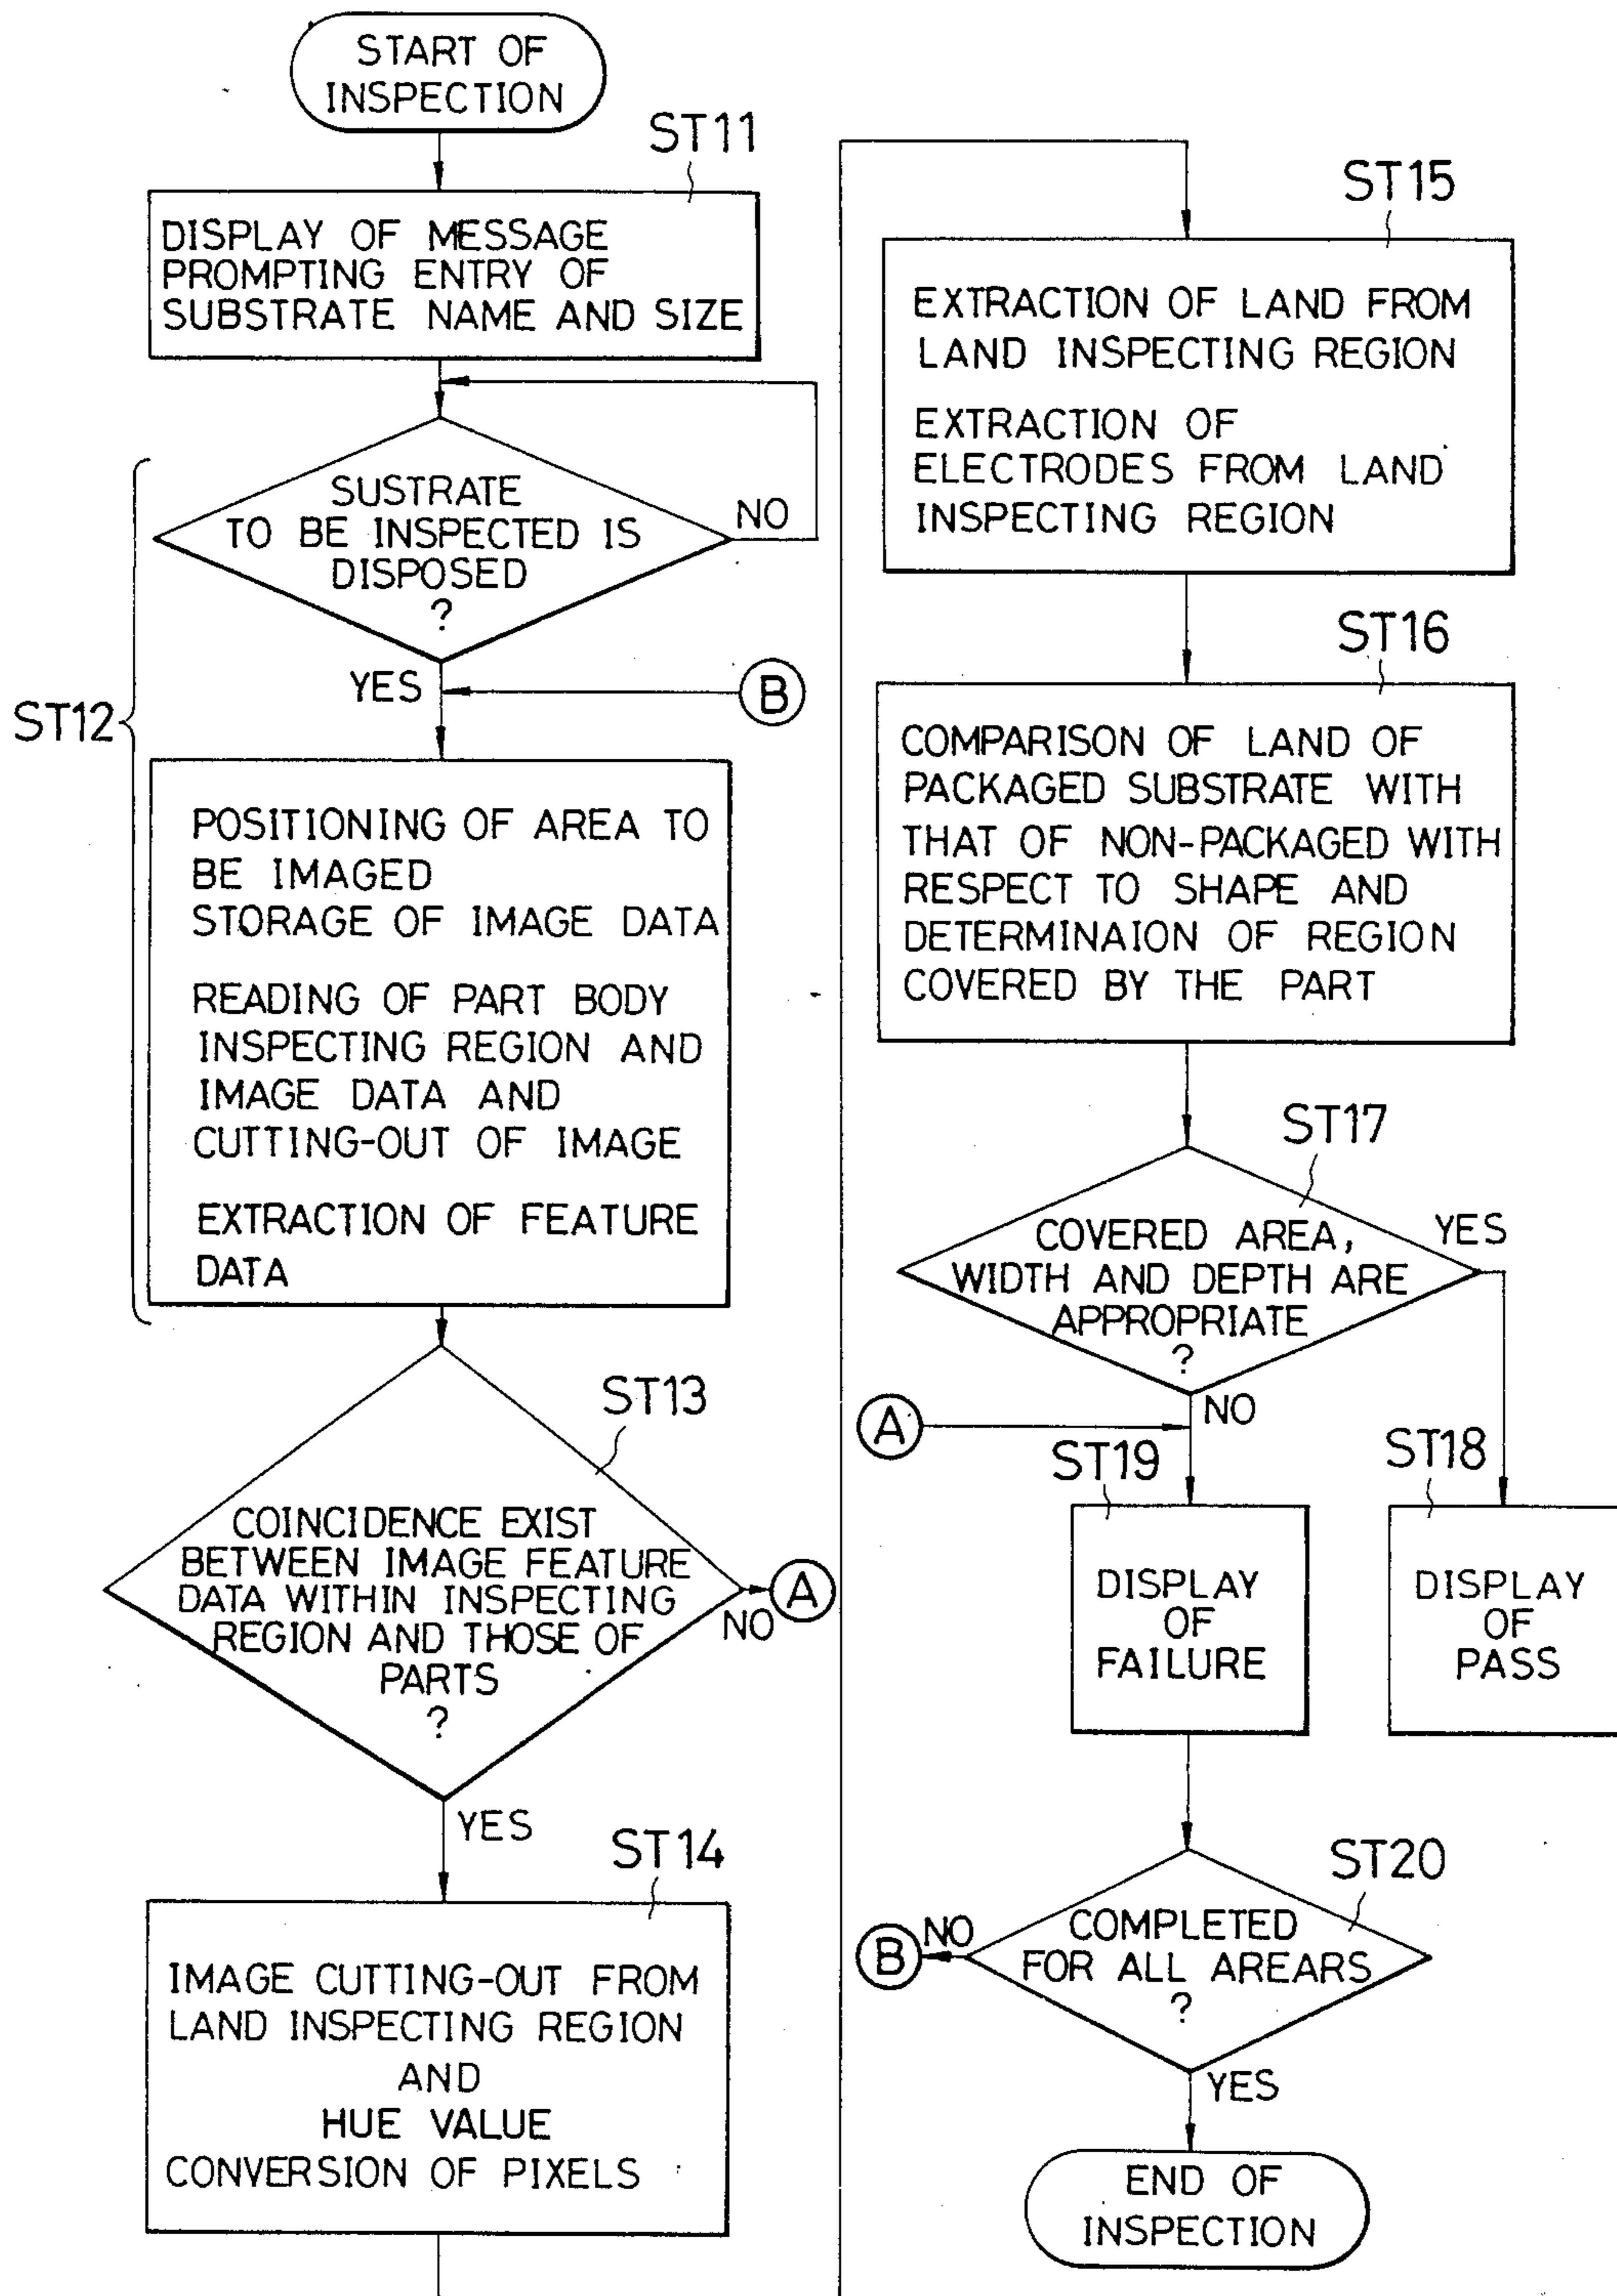 START OF
INSPECTION
ST11
DISPLAY OF MESSAGE
PROMPTING ENTRY OF
SUBSTRATE NAME AND SIZE
SUSTRATE
TO BE INSPECTED IS
DISPOSED
?
NO
YES
B
ST12
POSITIONING OF AREA TO
BE IMAGED
STORAGE OF IMAGE DATA
READING OF PART BODY
INSPECTING REGION AND
IMAGE DATA AND
CUTTING-OUT OF IMAGE
EXTRACTION OF FEATURE
DATA
ST13
COINCIDENCE EXIST
BETWEEN IMAGE FEATURE
DATA WITHIN INSPECTING
REGION AND THOSE OF
PARTS
?
NO
A
YES
ST14
IMAGE CUTTING-OUT FROM
LAND INSPECTING REGION
AND
HUE VALUE
CONVERSION OF PIXELS
ST15
EXTRACTION OF LAND FROM
LAND INSPECTING REGION
EXTRACTION OF
ELECTRODES FROM LAND
INSPECTING REGION
ST16
COMPARISON OF LAND OF
PACKAGED SUBSTRATE WITH
THAT OF NON-PACKAGED WITH
RESPECT TO SHAPE AND
DETERMINAION OF REGION
COVERED BY THE PART
ST17
COVERED AREA,
WIDTH AND DEPTH ARE
APPROPRIATE
?
YES
NO
A
ST19
DISPLAY
OF
FAILURE
ST18
DISPLAY
OF
PASS
ST20
COMPLETED
FOR ALL AREARS
?
NO
B
YES
END OF
INSPECTION